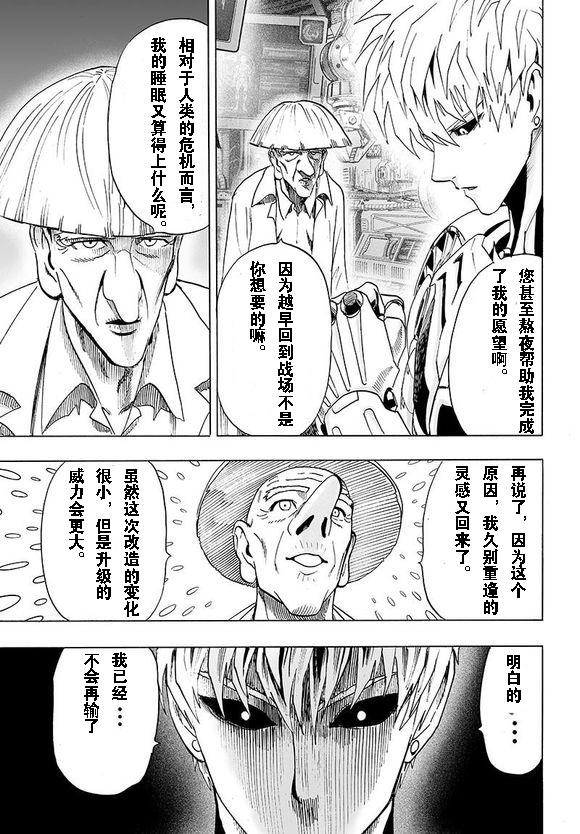 您甚至熬夜帮助我完成
了我的愿望啊。
因为越早回到战场不是
你想要的嘛。
相对于人类的危机而言，
我的睡眠又算得上什么呢。
再说了，因为这个
原因，我久别重逢的
灵感又回来了。
虽然这次改造的变化
很小，但是升级的
威力会更大。
明白的
...
我已经...
不会再输了